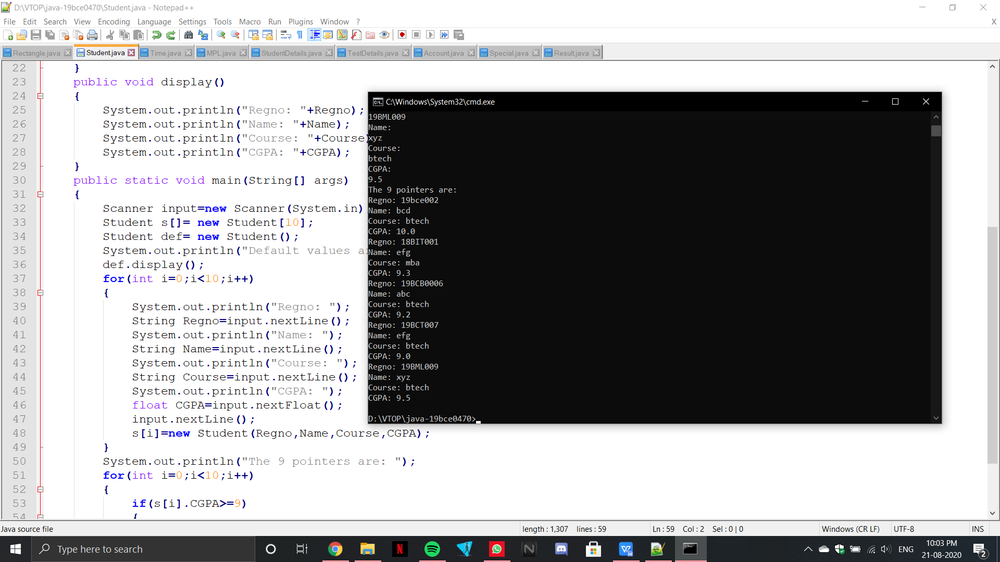 D:\VTOP\java-19bce0470\Student.java - Notepad++
File Edit Search View Encoding Language Settings Tools Macro Run Plugins Window ? X
Rectangle.java Student.java Time.java MPL.java StudentDetails.java TestDetails.java Account.java Special.java Result.java
22 }
23 public void display()
24 {
25 System.out.println("Regno: "+Regno);
26 System.out.println("Name: "+Name);
27 System.out.println("Course: "+Course)
28 System.out.println("CGPA: "+CGPA);
29 }
30 public static void main(String[] args)
31 {
32 Scanner input=new Scanner(System.in)
33 Student s[]= new Student[10];
34 Student def= new Student();
35 System.out.println("Default values a
36 def.display();
37 for(int i=0;i<10;i++)
38 {
39 System.out.println("Regno: ");
40 String Regno=input.nextLine();
41 System.out.println("Name: ");
42 String Name=input.nextLine();
43 System.out.println("Course: ");
44 String Course=input.nextLine();
45 System.out.println("CGPA: ");
46 float CGPA=input.nextFloat();
47 input.nextLine();
48 s[i]=new Student(Regno,Name,Course,CGPA);
49 }
50 System.out.println("The 9 pointers are: ");
51 for(int i=0;i<10;i++)
52 {
53 if(s[i].CGPA>=9)
54 {
C:\Windows\System32\cmd.exe
19BML009
Name:
xyz
Course:
btech
CGPA:
9.5
The 9 pointers are:
Regno: 19bce002
Name: bcd
Course: btech
CGPA: 10.0
Regno: 18BIT001
Name: efg
Course: mba
CGPA: 9.3
Regno: 19BCB0006
Name: abc
Course: btech
CGPA: 9.2
Regno: 19BCT007
Name: efg
Course: btech
CGPA: 9.0
Regno: 19BML009
Name: xyz
Course: btech
CGPA: 9.5
D:\VTOP\java-19bce0470>
Java source file length : 1,307 lines : 59 Ln : 59 Col : 2 Sel : 0 | 0 Windows (CR LF) UTF-8 INS
Type here to search
ENG
10:03 PM
21-08-2020
2